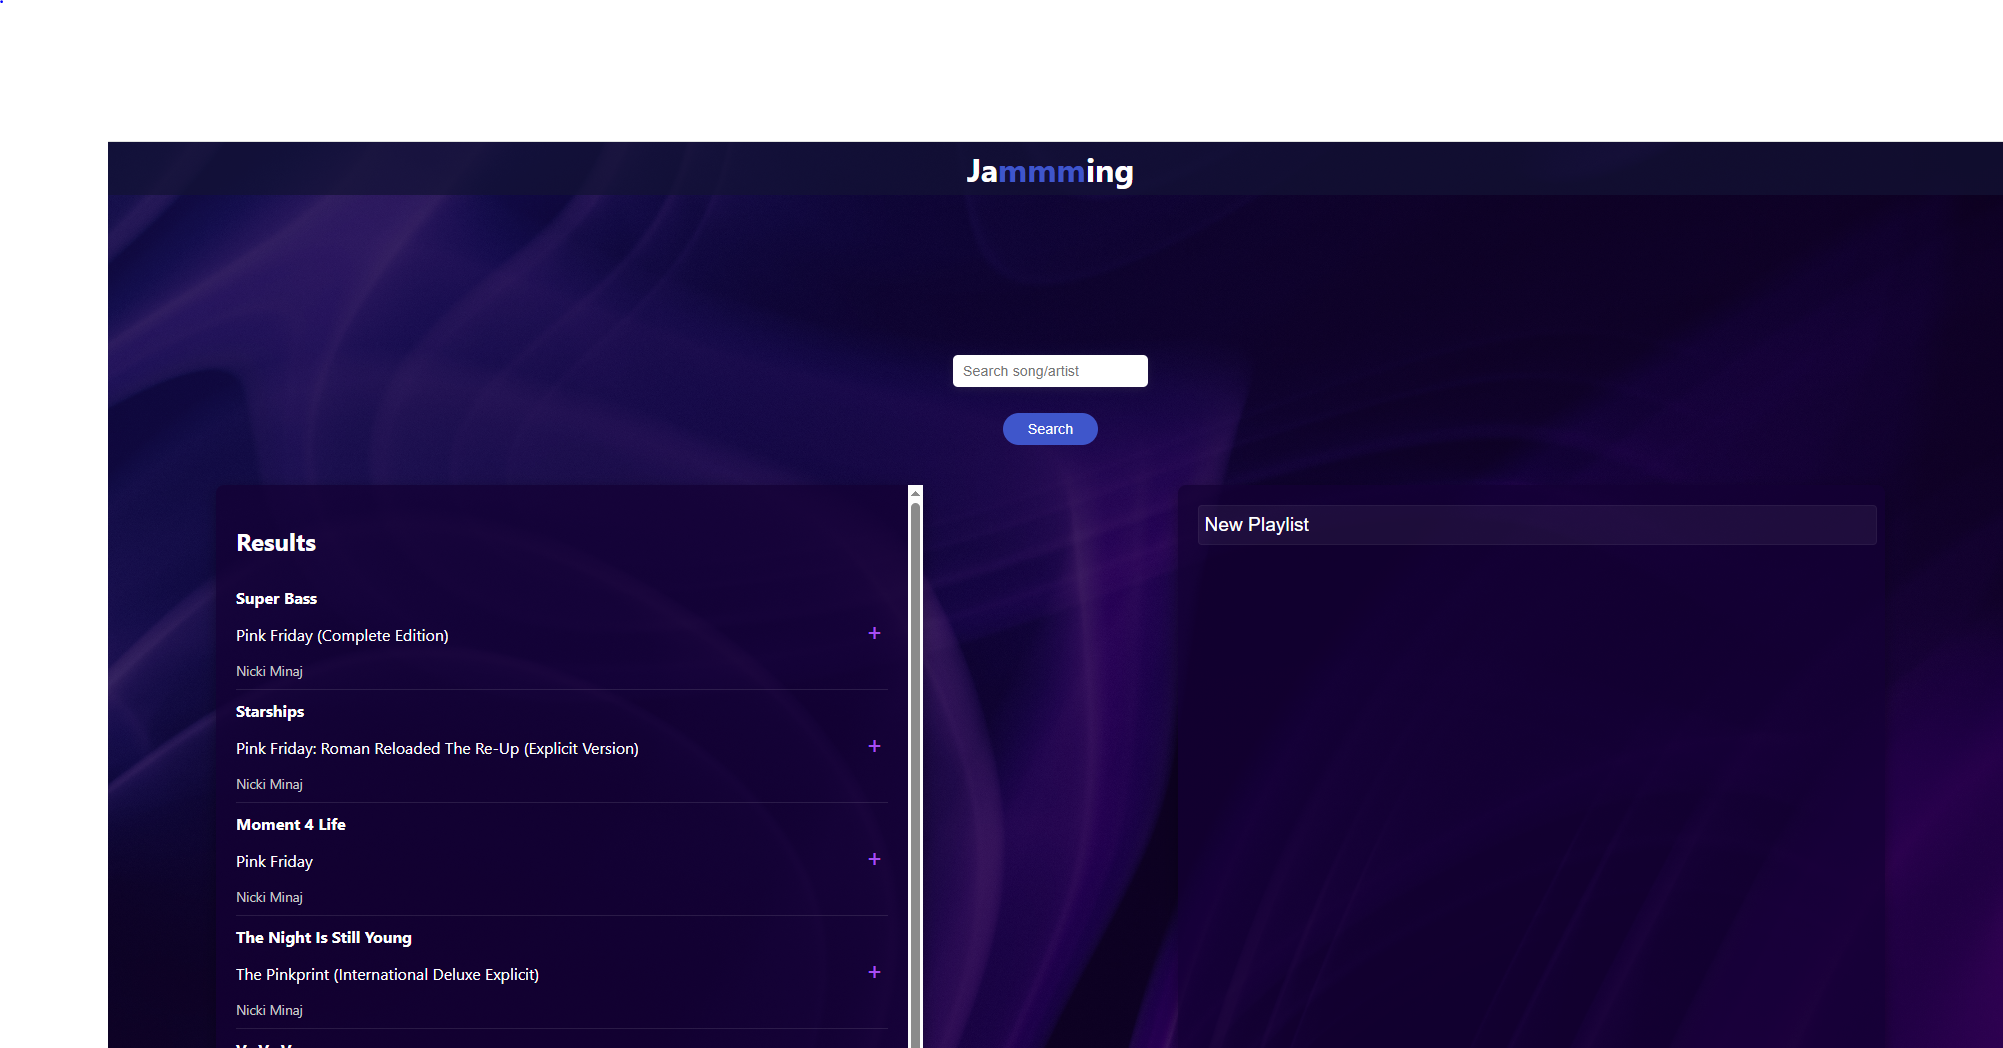 Jammming
Search song/artist
Search
Results
Super Bass
Pink Friday (Complete Edition)
+
Nicki Minaj
Starships
Pink Friday: Roman Reloaded The Re-Up (Explicit Version)
+
Nicki Minaj
Moment 4 Life
Pink Friday
+
Nicki Minaj
The Night Is Still Young
The Pinkprint (International Deluxe Explicit)
+
Nicki Minaj
New Playlist